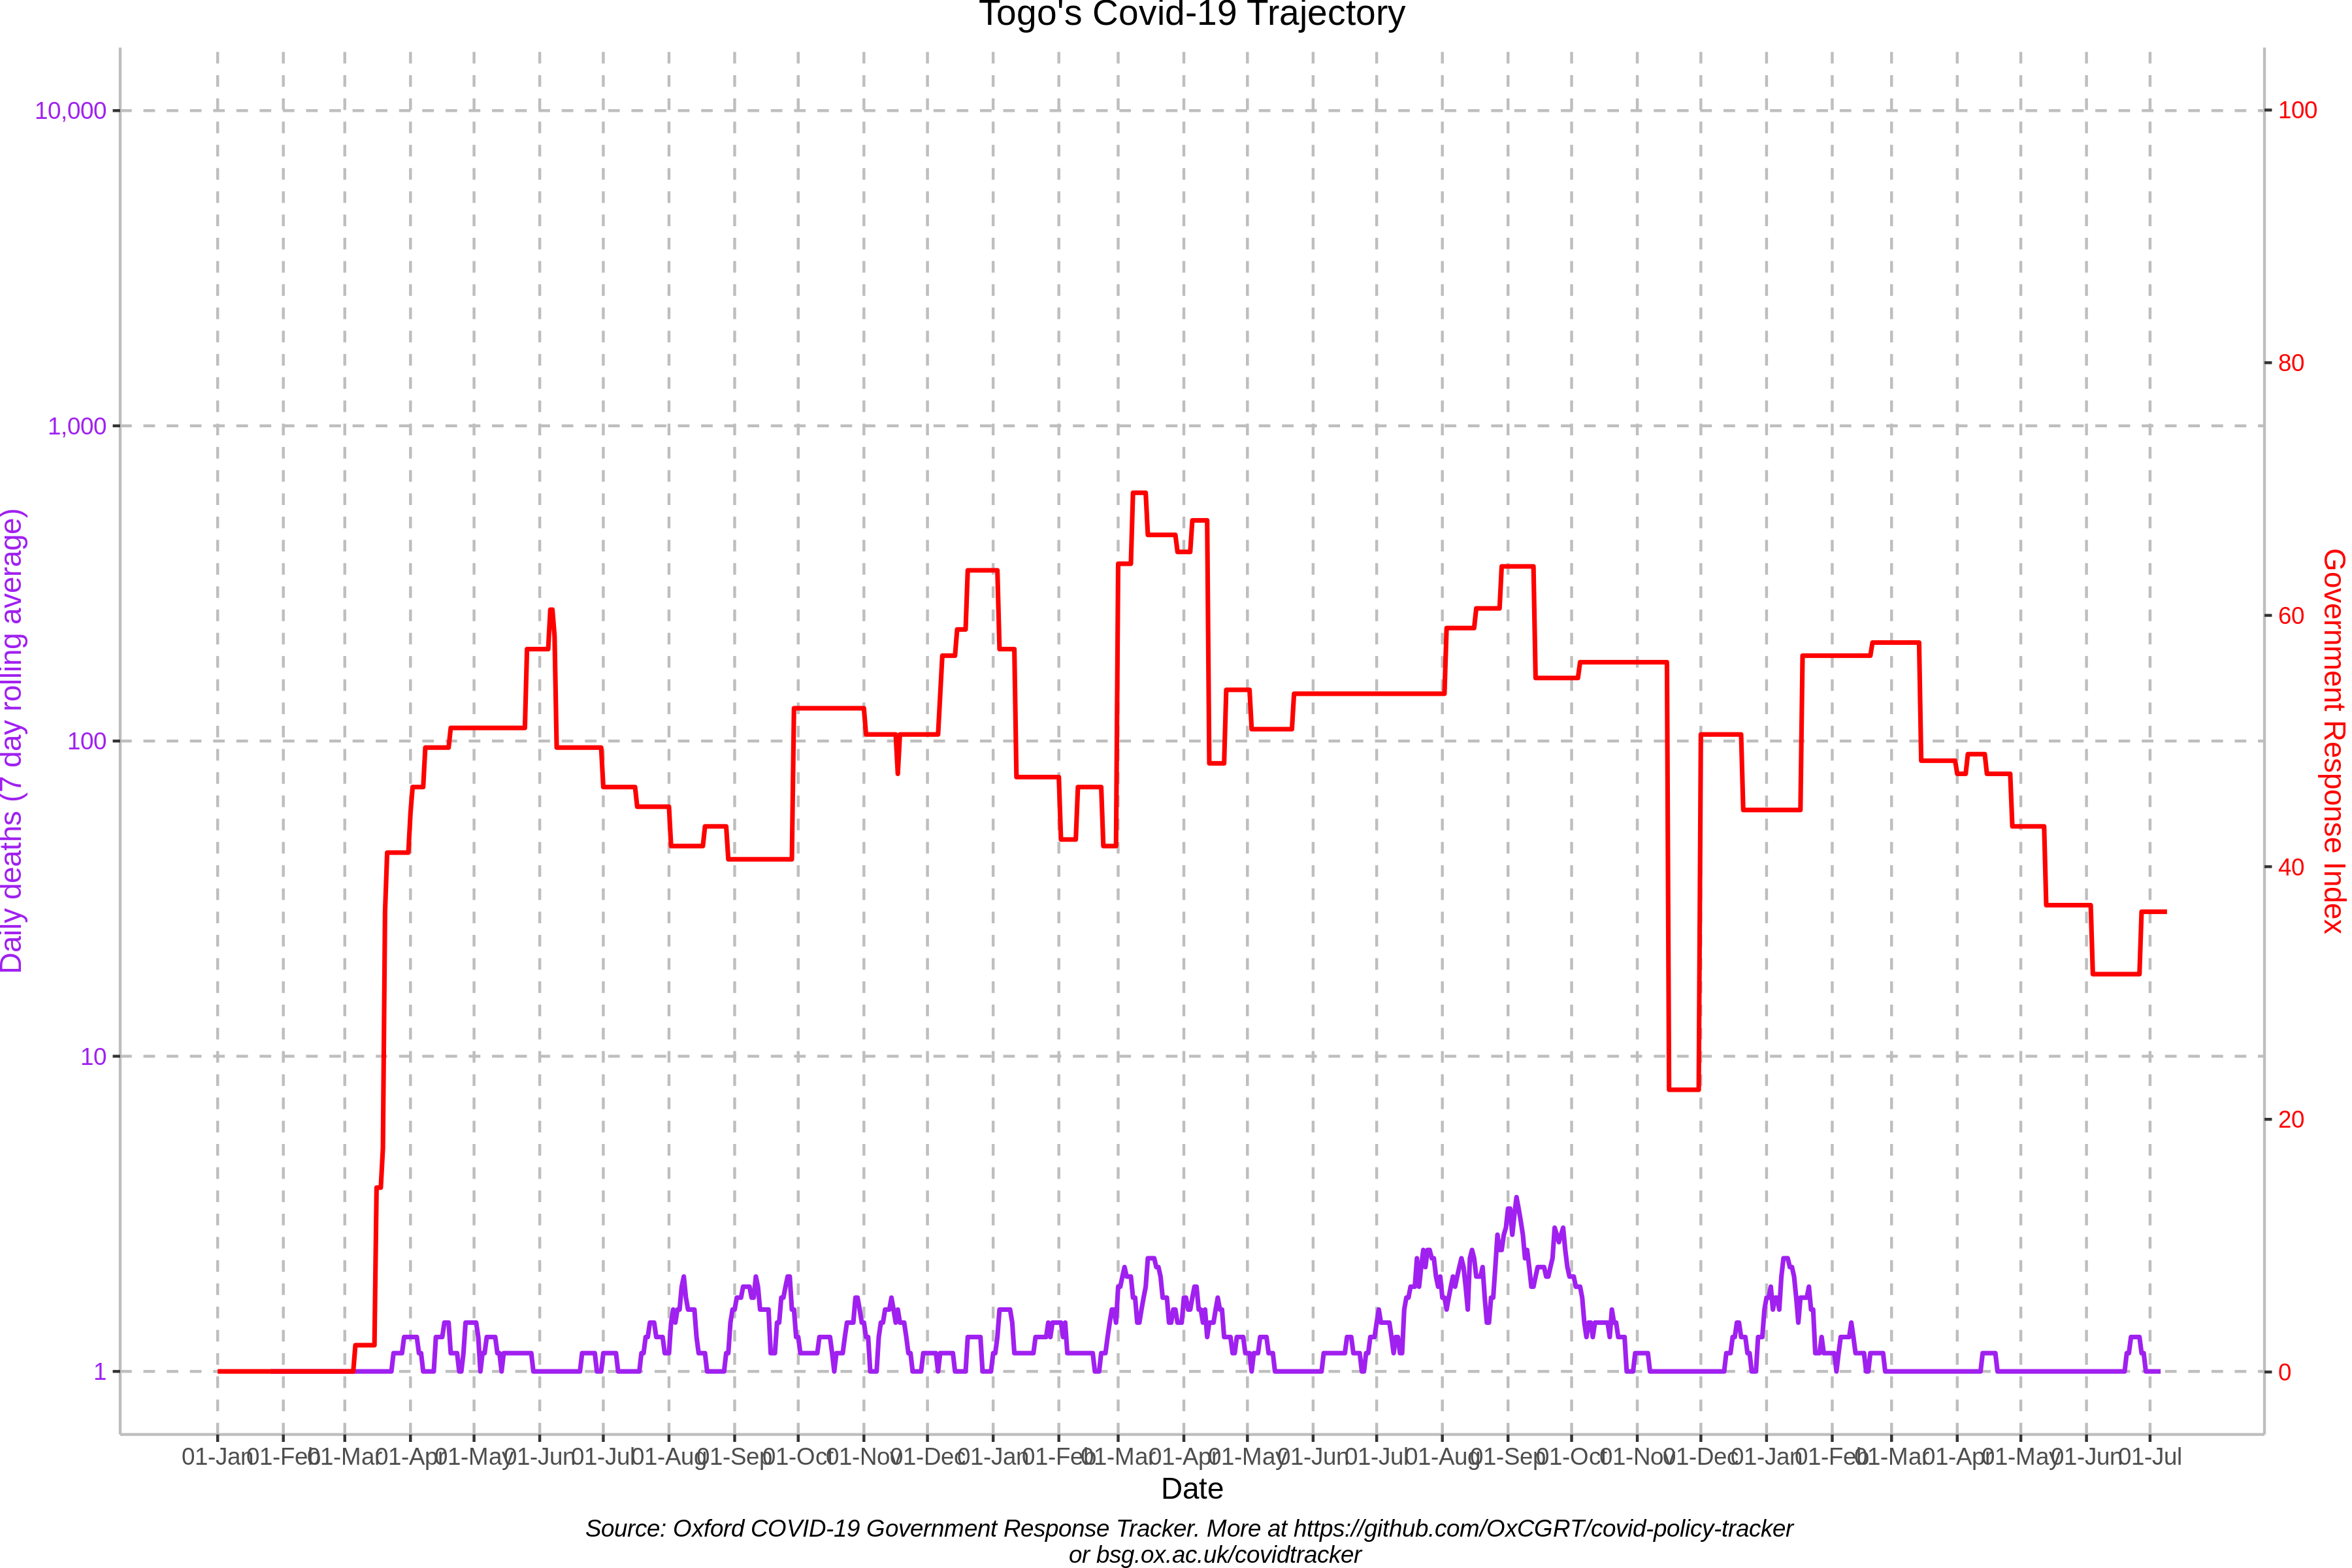 Togo's Covid-19 Trajectory
10,000
1,000
100
10
1
Daily deaths (7 day rolling average)
100
80
60
40
20
0
Government Response Index
01-Jan 01-Feb 01-Mar 01-Apr 01-May 01-Jun 01-Jul 01-Aug 01-Sep 01-Oct 01-Nov 01-Dec 01-Jan 01-Feb 01-Mar 01-Apr 01-May 01-Jun 01-Jul 01-Aug 01-Sep 01-Oct 01-Nov 01-Dec 01-Jan 01-Feb 01-Mar 01-Apr 01-May 01-Jun 01-Jul
Date
Source: Oxford COVID-19 Government Response Tracker. More at https://github.com/OxCGRT/covid-policy-tracker
or bsg.ox.ac.uk/covidtracker